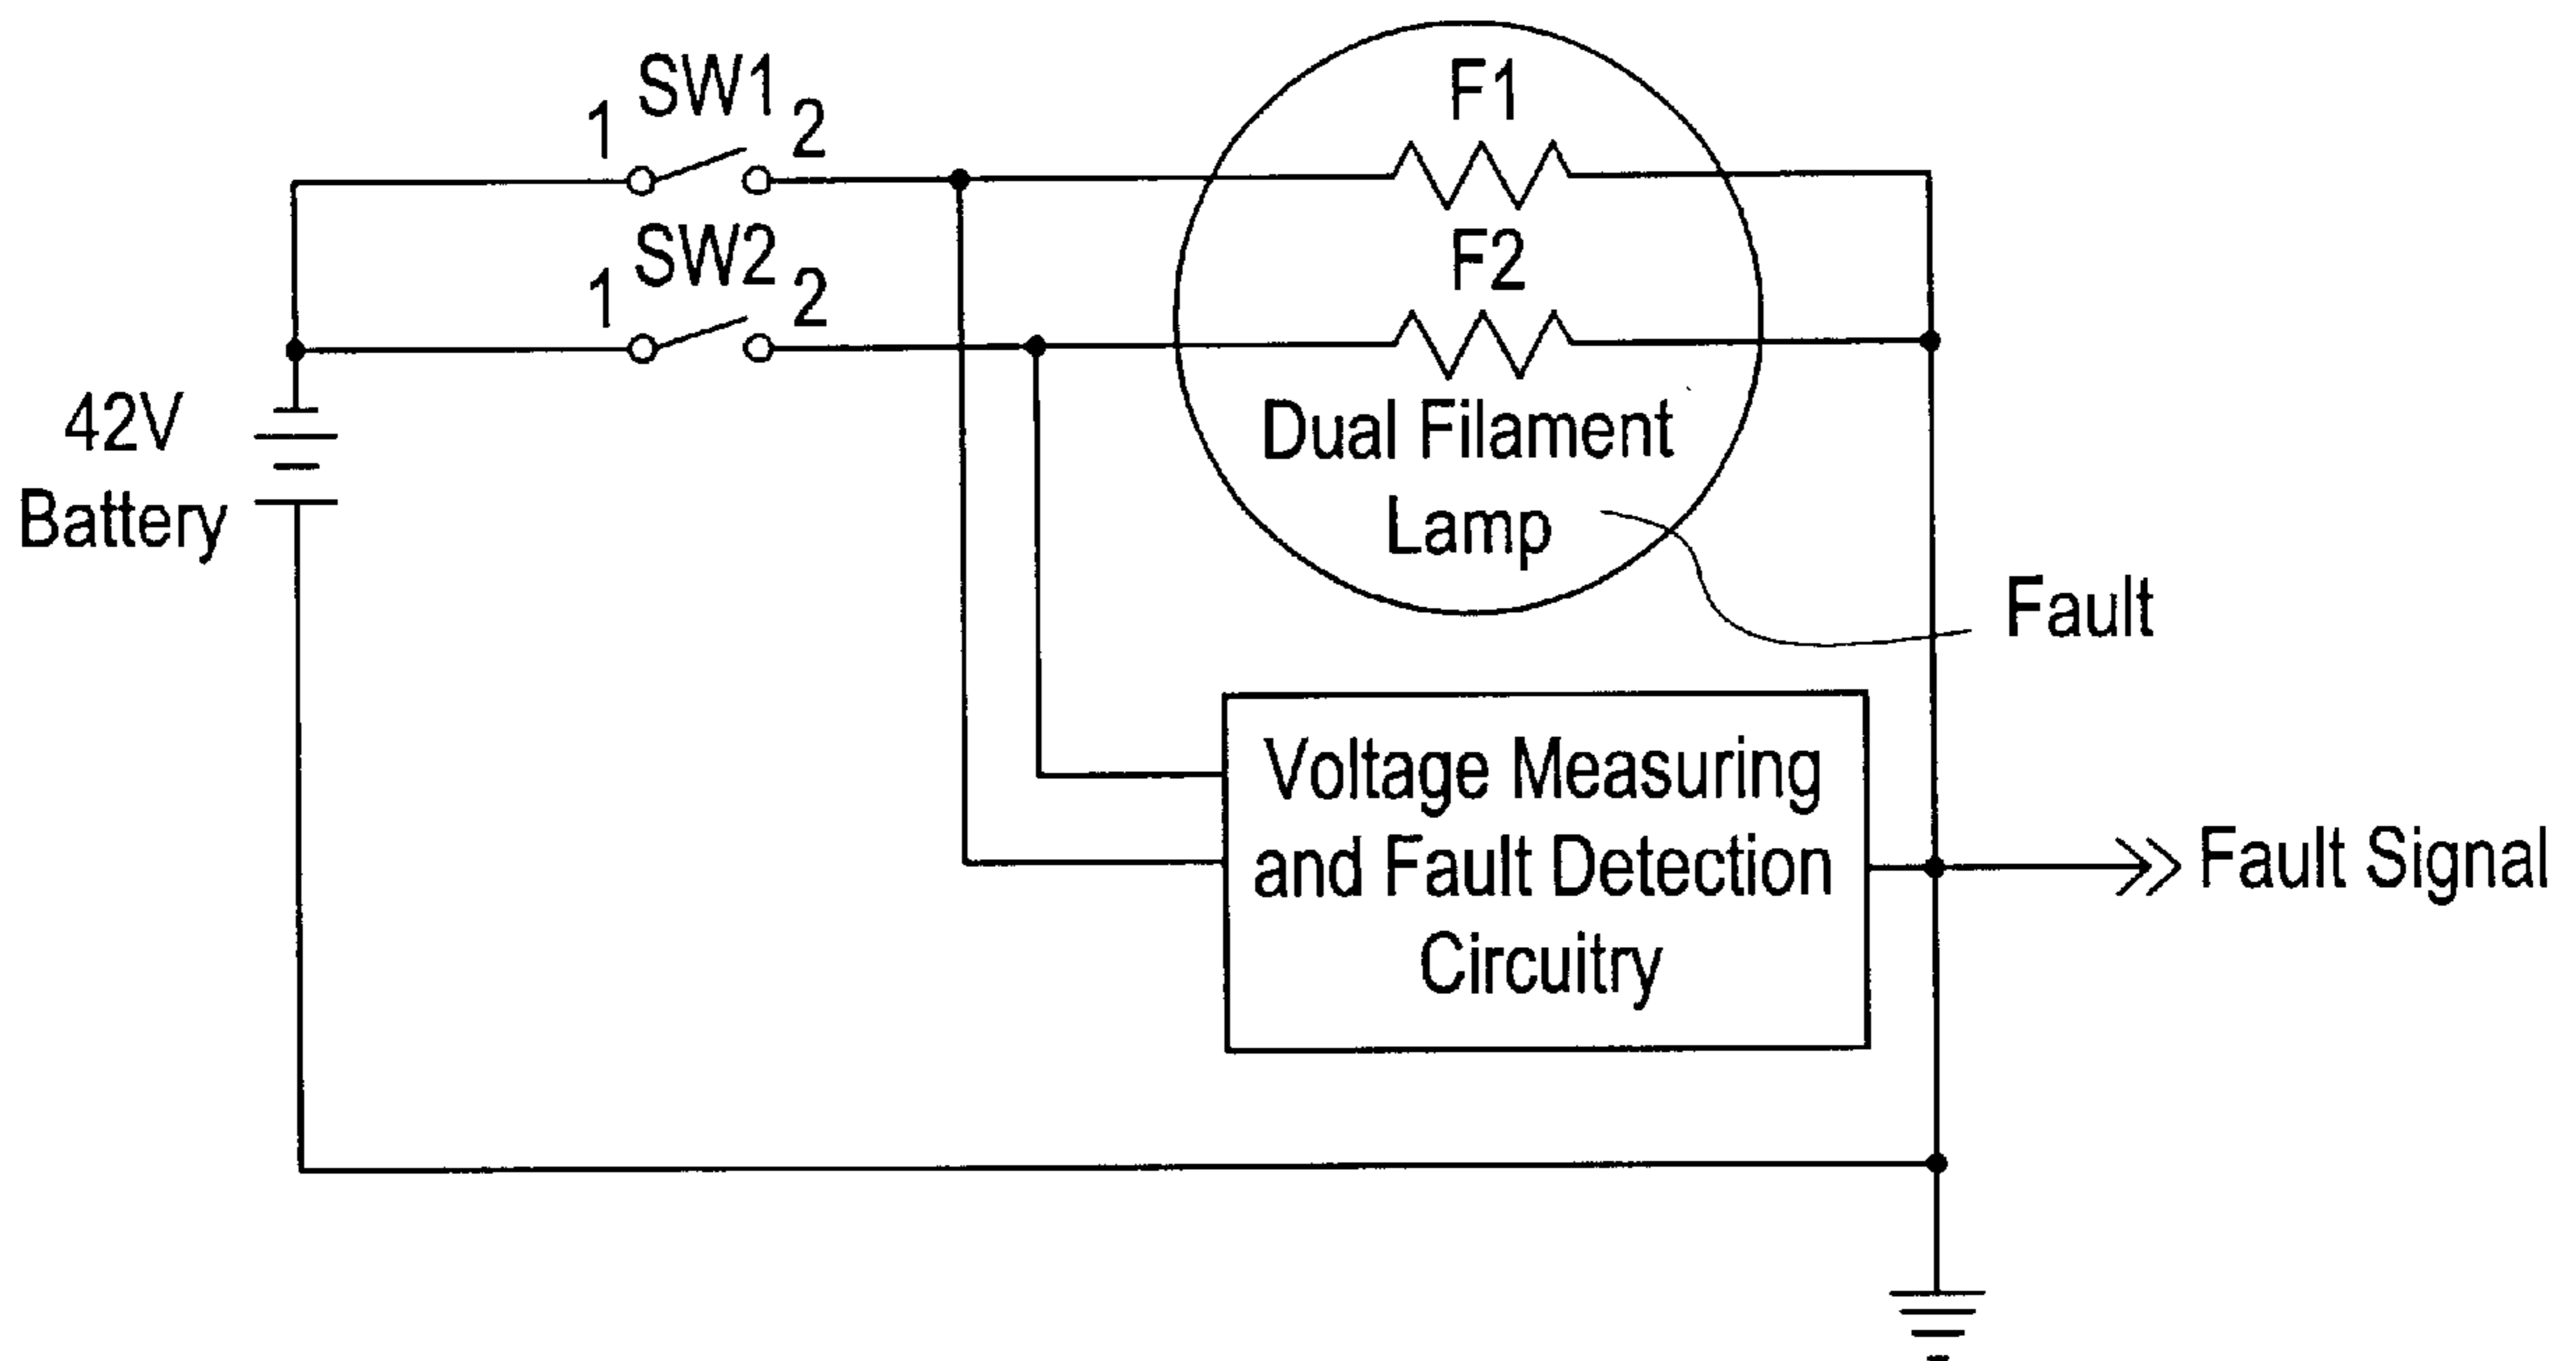 SW1
1 2
F1
SW2
1 2
F2
42V
Battery
Dual Filament
Lamp
Fault
Voltage Measuring
and Fault Detection
Circuitry
Fault Signal